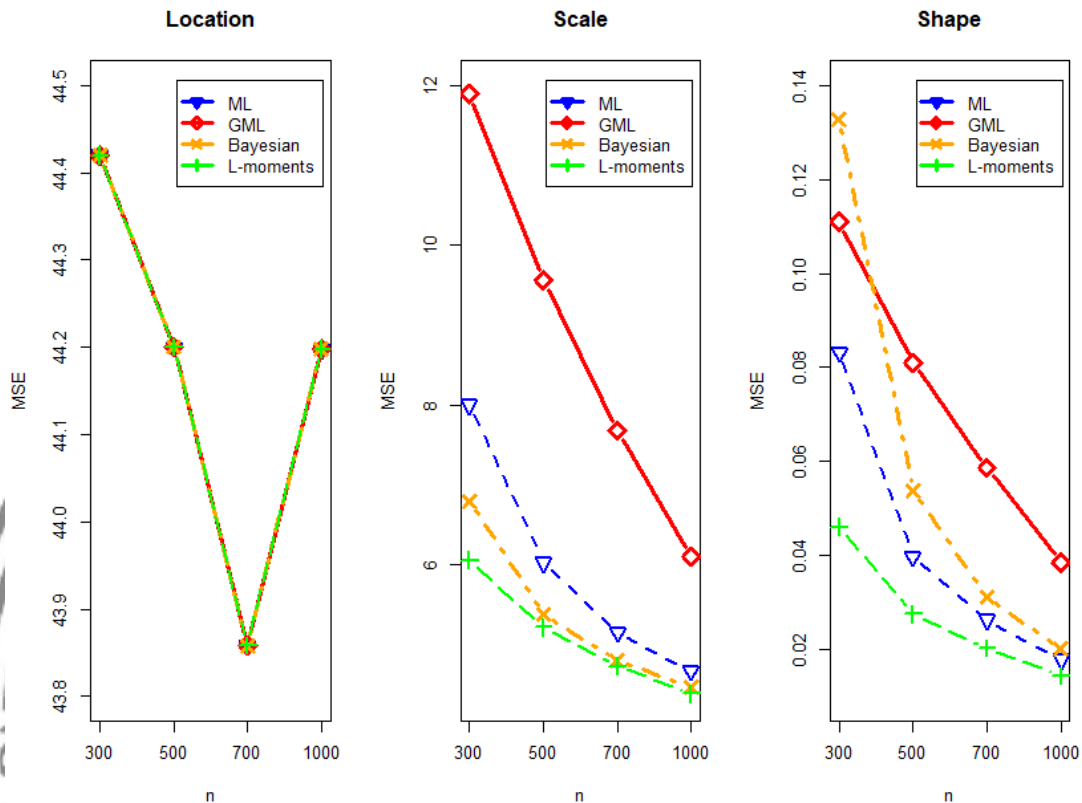 Location
MSE
44.5
44.4
44.3
44.2
44.1
44.0
43.9
43.8
300 500 700 1000
n
ML
GML
Bayesian
L-moments
Scale
MSE
12
10
8
6
300 500 700 1000
n
ML
GML
Bayesian
L-moments
Shape
MSE
0.14
0.12
0.10
0.08
0.06
0.04
0.02
300 500 700 1000
n
ML
GML
Bayesian
L-moments